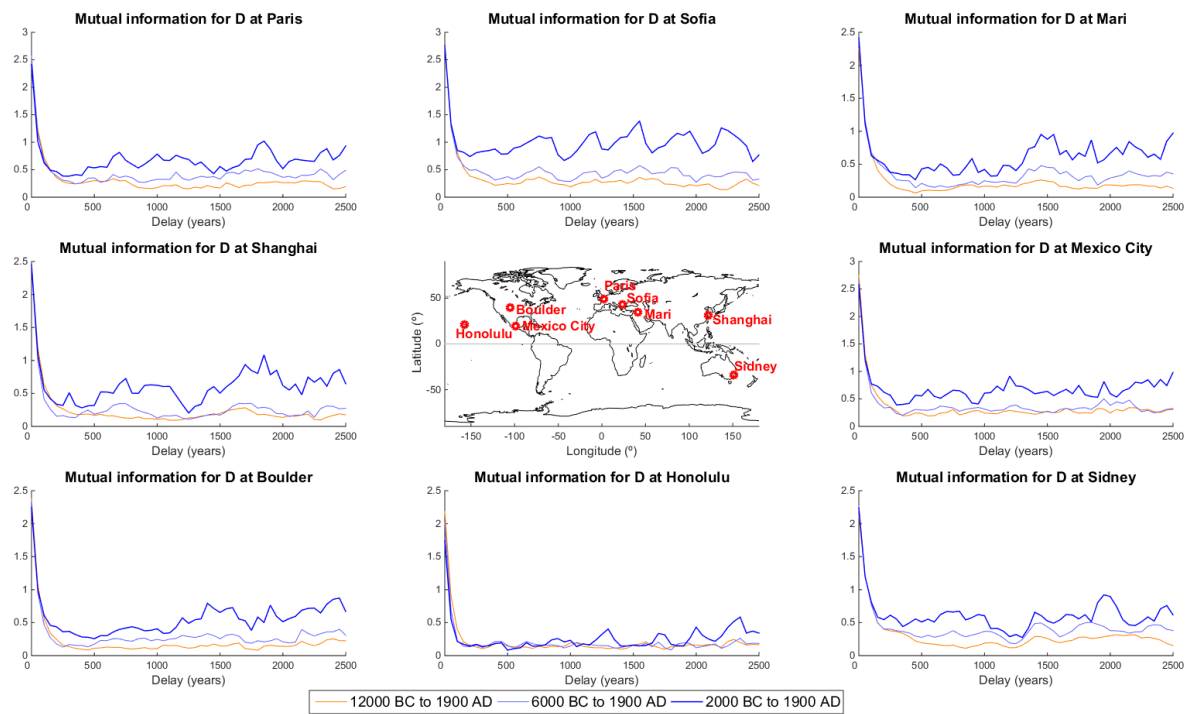 Mutual information for D at Paris
3
2.5
2
1.5
1
0.5
0
0 500 1000 1500 2000 2500
Delay (years)
Mutual information for D at Sofia
3
2.5
2
1.5
1
0.5
0
0 500 1000 1500 2000 2500
Delay (years)
Mutual information for D at Mari
2.5
2
1.5
1
0.5
0
0 500 1000 1500 2000 2500
Delay (years)
Mutual information for D at Shanghai
2.5
2
1.5
1
0.5
0
0 500 1000 1500 2000 2500
Delay (years)
Latitude (º)
50
0
-50
Paris
Sofia
Boulder
Mari
Shanghai
Mexico City
Honolulu
Sidney
-150 -100 -50 0 50 100 150
Longitude (º)
Mutual information for D at Mexico City
3
2.5
2
1.5
1
0.5
0
0 500 1000 1500 2000 2500
Delay (years)
Mutual information for D at Boulder
2.5
2
1.5
1
0.5
0
0 500 1000 1500 2000 2500
Delay (years)
Mutual information for D at Honolulu
2.5
2
1.5
1
0.5
0
0 500 1000 1500 2000 2500
Delay (years)
Mutual information for D at Sidney
2.5
2
1.5
1
0.5
0
0 500 1000 1500 2000 2500
Delay (years)
12000 BC to 1900 AD 6000 BC to 1900 AD 2000 BC to 1900 AD